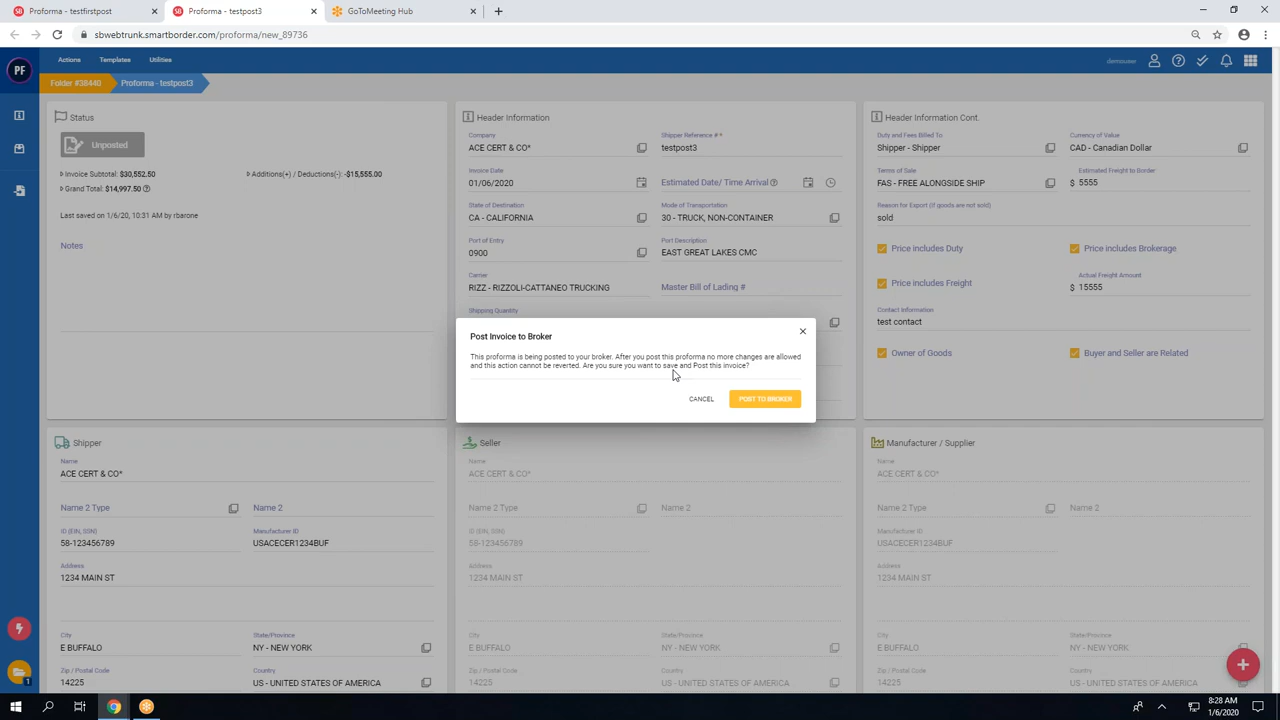 SB Proforma - testfirstpost
SB Proforma - testpost3
GoToMeeting Hub
sbwebtrunk.smartborder.com/proforma/new_89736
PF
Actions Templates Utilities
demouser
Folder #38440 Proforma - testpost3
Status
Unposted
Invoice Subtotal: $30,552.50 Additions(+) / Deductions(-): -$15,555.00
Grand Total: $14,997.50
Last saved on 1/6/20, 10:31 AM by rbarone
Notes
Header Information
Company Shipper Reference # *
ACE CERT & CO* testpost3
Invoice Date
01/06/2020 Estimated Date/ Time Arrival
State of Destination Mode of Transportation
CA - CALIFORNIA 30 - TRUCK, NON-CONTAINER
Port of Entry Port Description
0900 EAST GREAT LAKES CMC
Carrier
RIZZ - RIZZOLI-CATTANEO TRUCKING Master Bill of Lading #
Shipping Quantity
Header Information Cont.
Duty and Fees Billed To Currency of Value
Shipper - Shipper CAD - Canadian Dollar
Terms of Sale Estimated Freight to Border
FAS - FREE ALONGSIDE SHIP $ 5555
Reason for Export (if goods are not sold)
sold
Price includes Duty Price includes Brokerage
Actual Freight Amount
Price includes Freight $ 15555
Contact Information
test contact
Owner of Goods Buyer and Seller are Related
Post Invoice to Broker
This proforma is being posted to your broker. After you post this proforma no more changes are allowed
and this action cannot be reverted. Are you sure you want to save and Post this invoice?
CANCEL POST TO BROKER
Shipper
Name
ACE CERT & CO*
Name 2 Type Name 2
ID (EIN, SSN) Manufacturer ID
58-123456789 USACECER1234BUF
Address
1234 MAIN ST
City State/Province
E BUFFALO NY - NEW YORK
Zip / Postal Code Country
14225 US - UNITED STATES OF AMERICA
Seller
Name
ACE CERT & CO*
Name 2 Type Name 2
ID (EIN, SSN)
58-123456789
Address
1234 MAIN ST
City State/Province
E BUFFALO NY - NEW YORK
Zip / Postal Code Country
14225 US - UNITED STATES OF AMERICA
Manufacturer / Supplier
Name
ACE CERT & CO*
Name 2 Type Name 2
Manufacturer ID
USACECER1234BUF
Address
1234 MAIN ST
City State/Province
E BUFFALO NY - NEW YORK
Zip / Postal Code Country
14225 US - UNITED STATES OF AMERICA
1
8:28 AM
1/6/2020